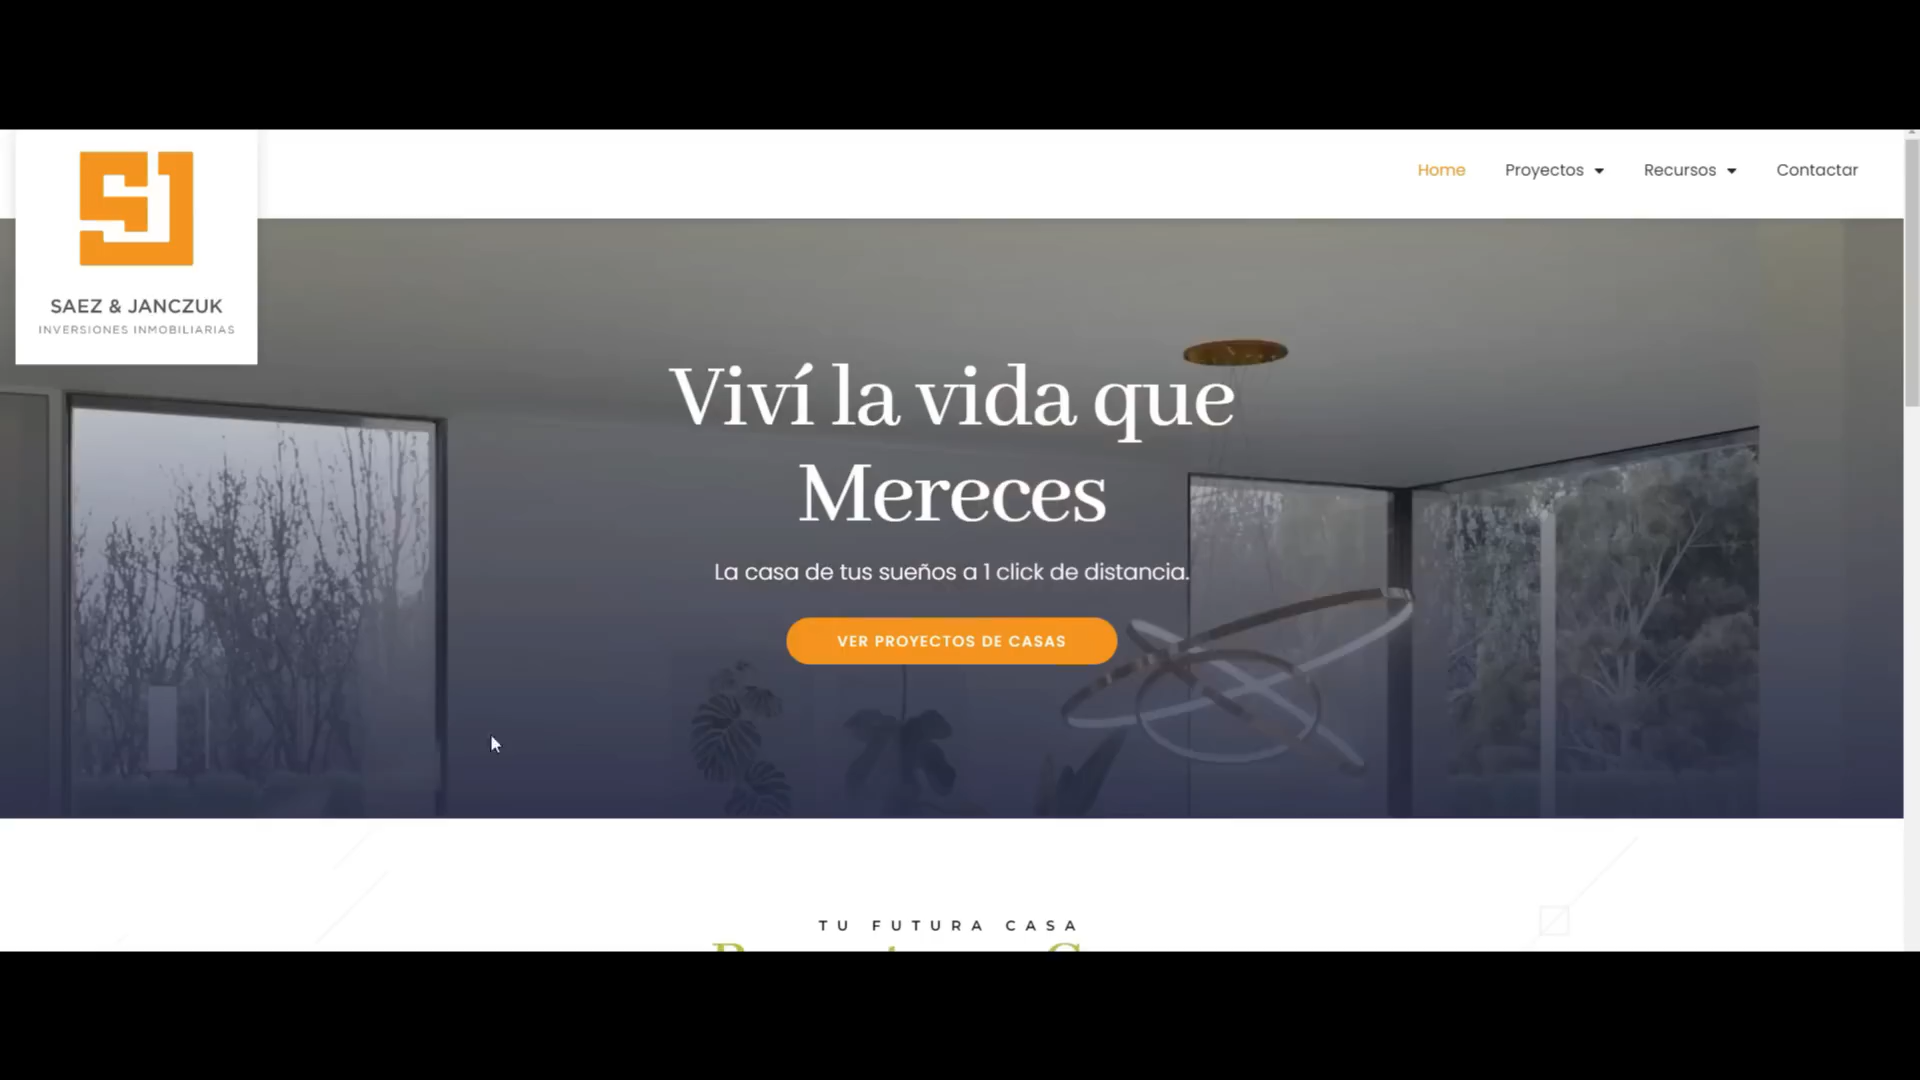 SJ
SAEZ & JANCZUK
INVERSIONES INMOBILIARIAS
Home
Proyectos
Recursos
Contactar
Viví la vida que
Mereces
La casa de tus sueños a 1 click de distancia.
VER PROYECTOS DE CASAS
TU FUTURA CASA